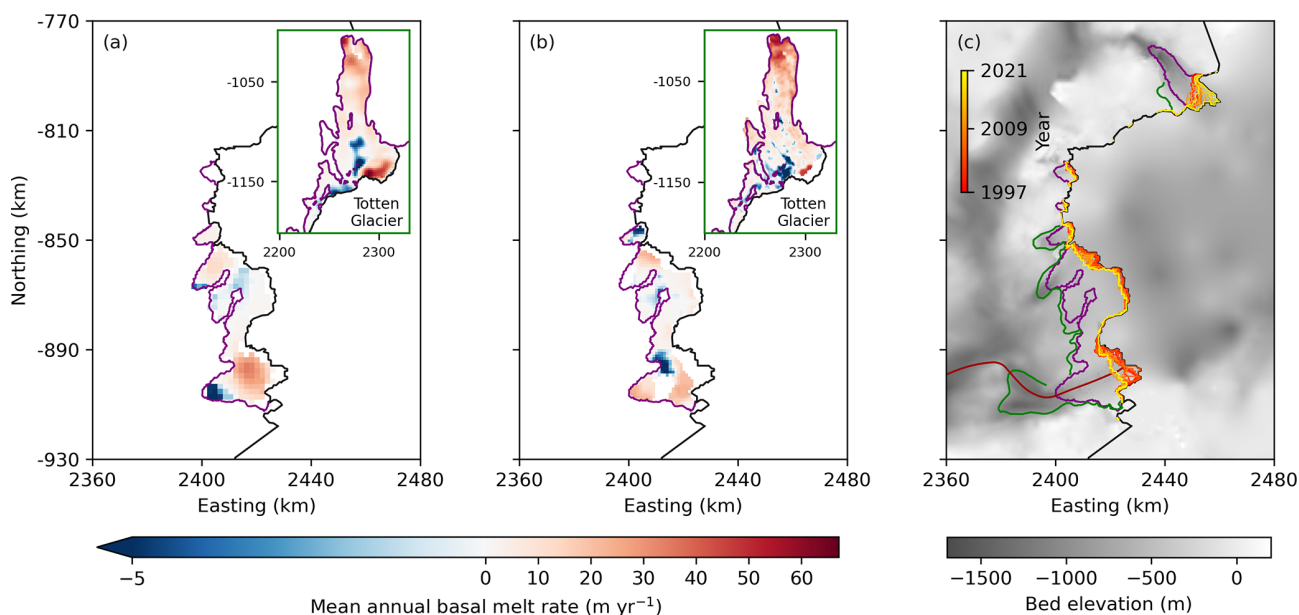 (a)
(b)
(c)
-770
-810
-850
-890
-930
Northing (km)
2360
2400
2440
2480
Easting (km)
-1050
-1150
Totten
Glacier
2200
2300
2360
2400
2440
2480
Easting (km)
-1050
-1150
Totten
Glacier
2200
2300
2021
2009
1997
Year
2360
2400
2440
2480
Easting (km)
−5
0
10
20
30
40
50
60
Mean annual basal melt rate (m yr⁻¹)
−1500
−1000
−500
0
Bed elevation (m)